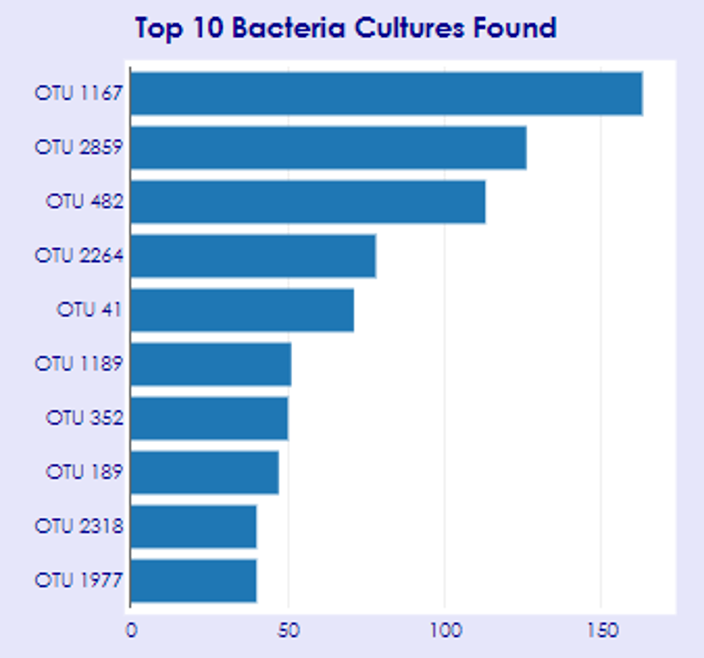 Top 10 Bacteria Cultures Found
OTU 1167
OTU 2859
OTU 482
OTU 2264
OTU 41
OTU 1189
OTU 352
OTU 189
OTU 2318
OTU 1977
0 50 100 150